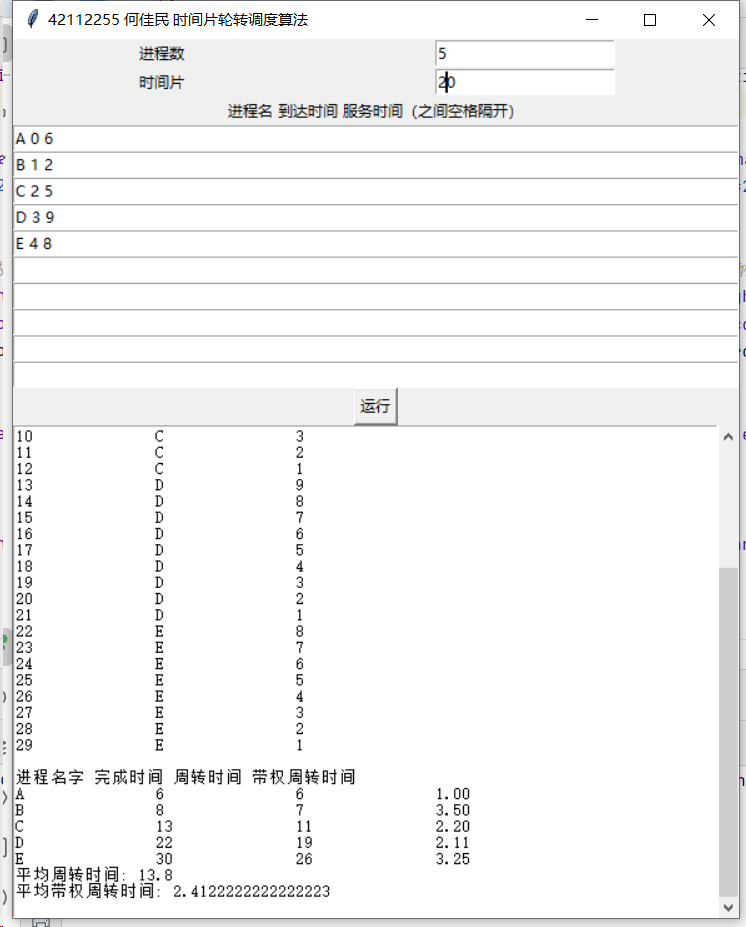 42112255 何佳民 时间片轮转调度算法
进程数 5
时间片 20
进程名 到达时间 服务时间（之间空格隔开）
A 0 6
B 1 2
C 2 5
D 3 9
E 4 8
运行
10 C 3
11 C 2
12 C 1
13 D 9
14 D 8
15 D 7
16 D 6
17 D 5
18 D 4
19 D 3
20 D 2
21 D 1
22 E 8
23 E 7
24 E 6
25 E 5
26 E 4
27 E 3
28 E 2
29 E 1
进程名字 完成时间 周转时间 带权周转时间
A 6 6 1.00
B 8 7 3.50
C 13 11 2.20
D 22 19 2.11
E 30 26 3.25
平均周转时间: 13.8
平均带权周转时间: 2.4122222222222223